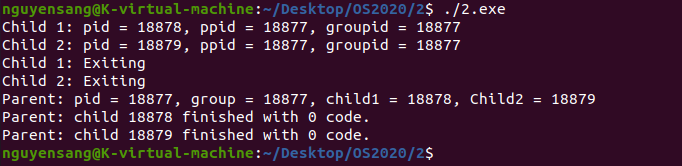 nguyensang@K-virtual-machine:~/Desktop/OS2020/2$ ./2.exe
Child 1: pid = 18878, ppid = 18877, groupid = 18877
Child 2: pid = 18879, ppid = 18877, groupid = 18877
Child 1: Exiting
Child 2: Exiting
Parent: pid = 18877, group = 18877, child1 = 18878, Child2 = 18879
Parent: child 18878 finished with 0 code.
Parent: child 18879 finished with 0 code.
nguyensang@K-virtual-machine:~/Desktop/OS2020/2$